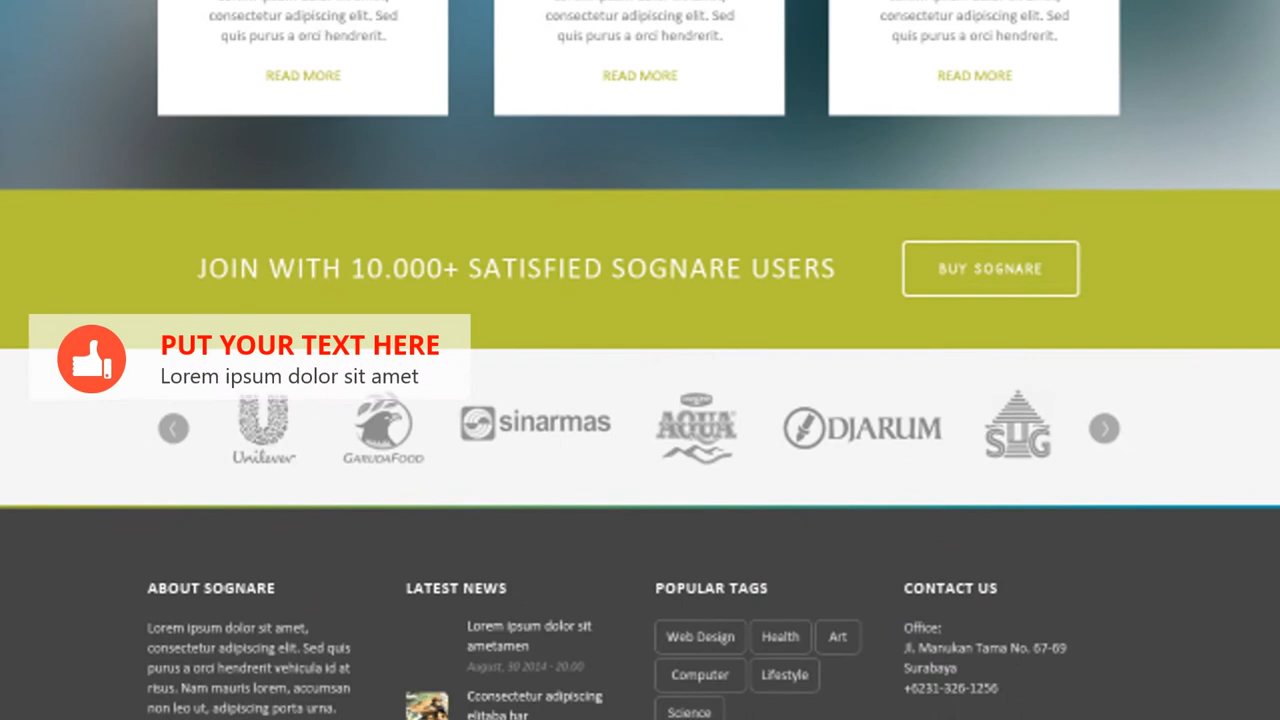 consectetur adipiscing elit. Sed
quis purus a orci hendrerit.
READ MORE
consectetur adipiscing elit. Sed
quis purus a orci hendrerit.
READ MORE
consectetur adipiscing elit. Sed
quis purus a orci hendrerit.
READ MORE
JOIN WITH 10.000+ SATISFIED SOGNARE USERS
BUY SOGNARE
PUT YOUR TEXT HERE
Lorem ipsum dolor sit amet
Unilever
GARUDAFOOD
sinarmas
AQUA
DJARUM
ABOUT SOGNARE
Lorem ipsum dolor sit amet,
consectetur adipiscing elit. Sed quis
purus a orci hendrerit vehicula id at
risus. Nam mauris lorem, accumsan
non leo ut, adipiscing porta urna.
LATEST NEWS
Lorem ipsum dolor sit
ametamen
August, 30 2014 - 20.00
Cconsectetur adipiscing
elitaba har
POPULAR TAGS
Web Design
Health
Art
Computer
Lifestyle
Science
CONTACT US
Office:
Jl. Manukan Tama No. 67-69
Surabaya
+6231-326-1256